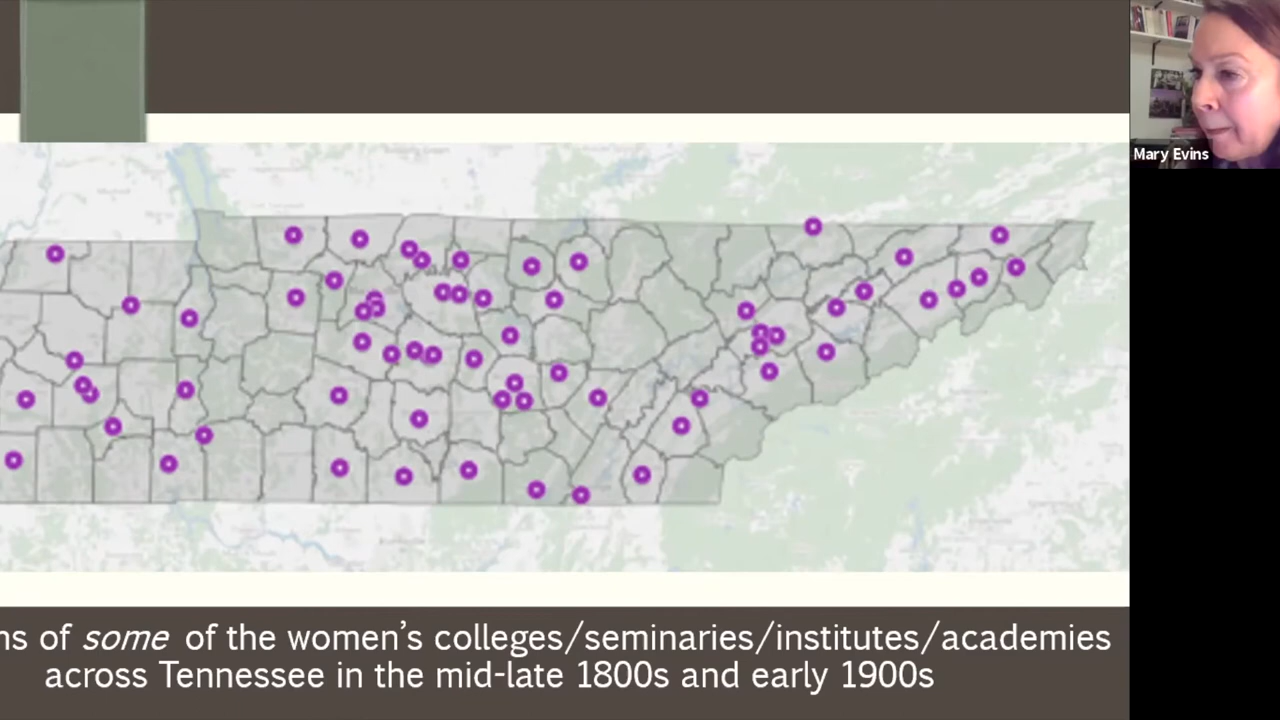 Mary Evins
of some of the women's colleges/seminaries/institutes/academies
across Tennessee in the mid-late 1800s and early 1900s